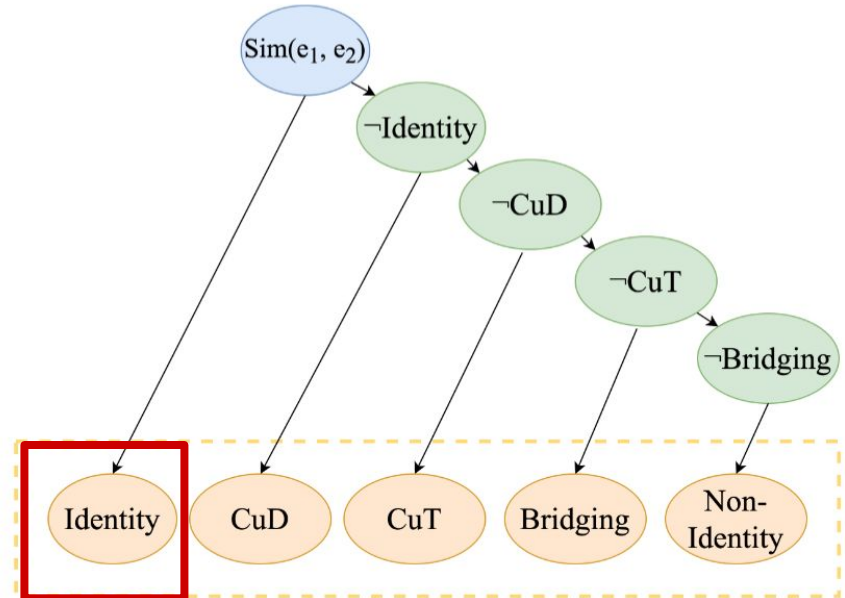 Sim(e₁, e₂)
¬Identity
¬CuD
¬CuT
¬Bridging
Identity
CuD
CuT
Bridging
Non-
Identity